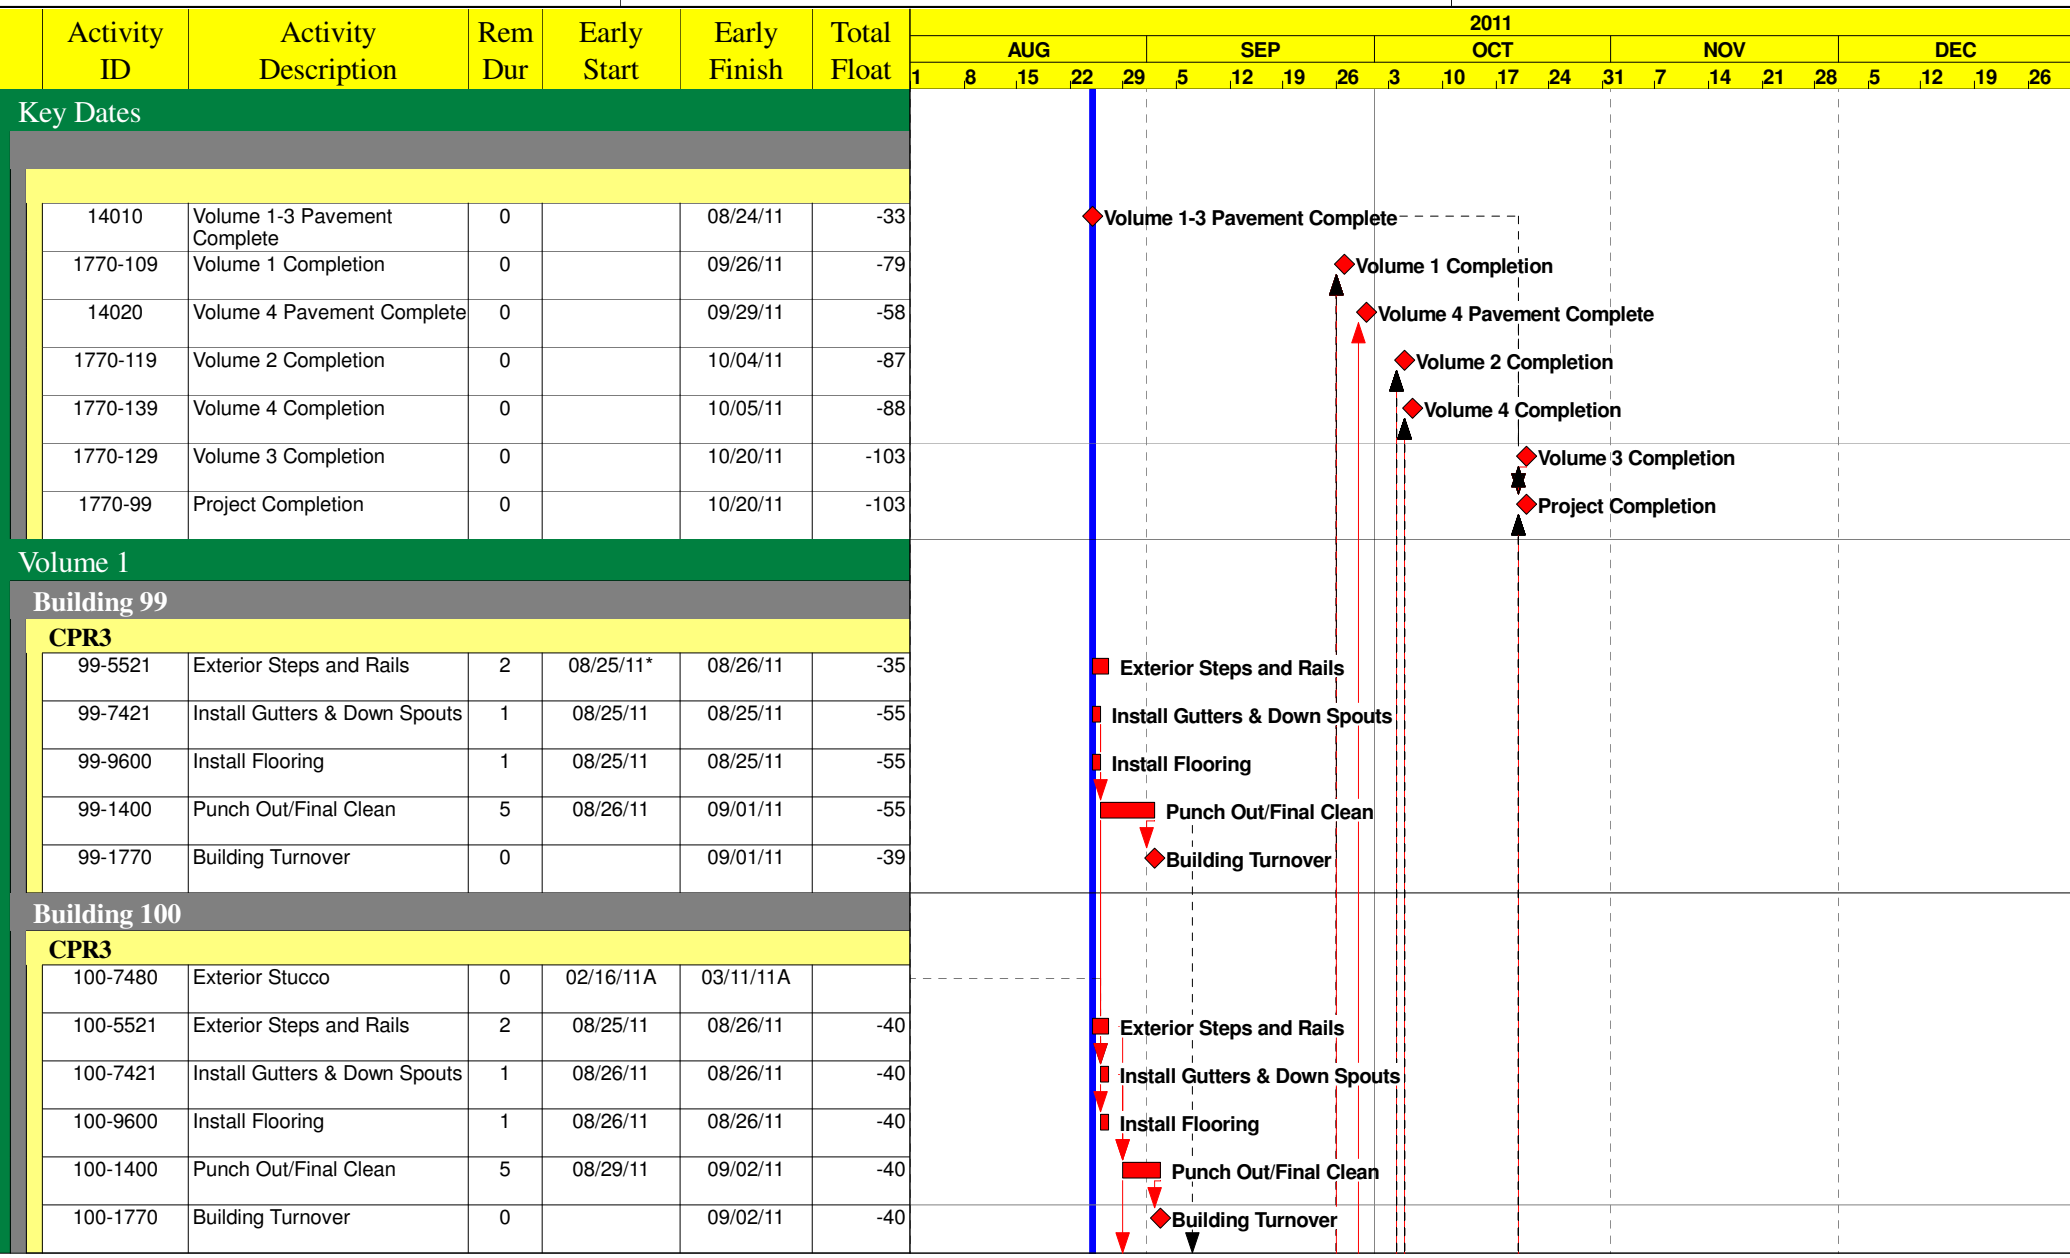 2011
Activity Activity Rem Early Early Total
AUG SEP OCT NOV DEC
ID Description Dur Start Finish Float
1 8 15 22 29 5 12 19 26 3 10 17 24 31 7 14 21 28 5 12 19 26
Key Dates
14010 Volume 1-3 Pavement 0 08/24/11 -33 Volume 1-3 Pavement Complete
Complete
1770-109 Volume 1 Completion 0 09/26/11 -79 Volume 1 Completion
14020 Volume 4 Pavement Complete 0 09/29/11 -58 Volume 4 Pavement Complete
1770-119 Volume 2 Completion 0 10/04/11 -87 Volume 2 Completion
1770-139 Volume 4 Completion 0 10/05/11 -88 Volume 4 Completion
1770-129 Volume 3 Completion 0 10/20/11 -103 Volume 3 Completion
1770-99 Project Completion 0 10/20/11 -103 Project Completion
Volume 1
Building 99
CPR3
99-5521 Exterior Steps and Rails 2 08/25/11* 08/26/11 -35 Exterior Steps and Rails
99-7421 Install Gutters & Down Spouts 1 08/25/11 08/25/11 -55 Install Gutters & Down Spouts
99-9600 Install Flooring 1 08/25/11 08/25/11 -55 Install Flooring
99-1400 Punch Out/Final Clean 5 08/26/11 09/01/11 -55 Punch Out/Final Clean
99-1770 Building Turnover 0 09/01/11 -39 Building Turnover
Building 100
CPR3
100-7480 Exterior Stucco 0 02/16/11A 03/11/11A
100-5521 Exterior Steps and Rails 2 08/25/11 08/26/11 -40 Exterior Steps and Rails
100-7421 Install Gutters & Down Spouts 1 08/26/11 08/26/11 -40 Install Gutters & Down Spouts
100-9600 Install Flooring 1 08/26/11 08/26/11 -40 Install Flooring
100-1400 Punch Out/Final Clean 5 08/29/11 09/02/11 -40 Punch Out/Final Clean
100-1770 Building Turnover 0 09/02/11 -40 Building Turnover